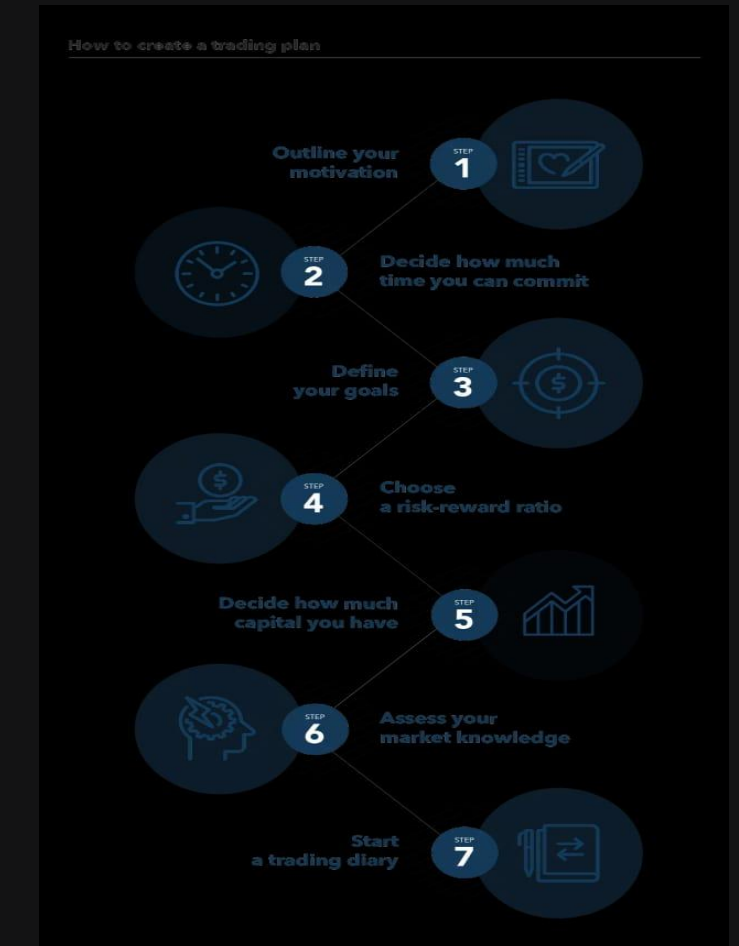 How to create a trading plan
Outline your
motivation
STEP
1
STEP
2
Decide how much
time you can commit
Define
your goals
STEP
3
STEP
4
Choose
a risk-reward ratio
Decide how much
capital you have
STEP
5
STEP
6
Assess your
market knowledge
Start
a trading diary
STEP
7